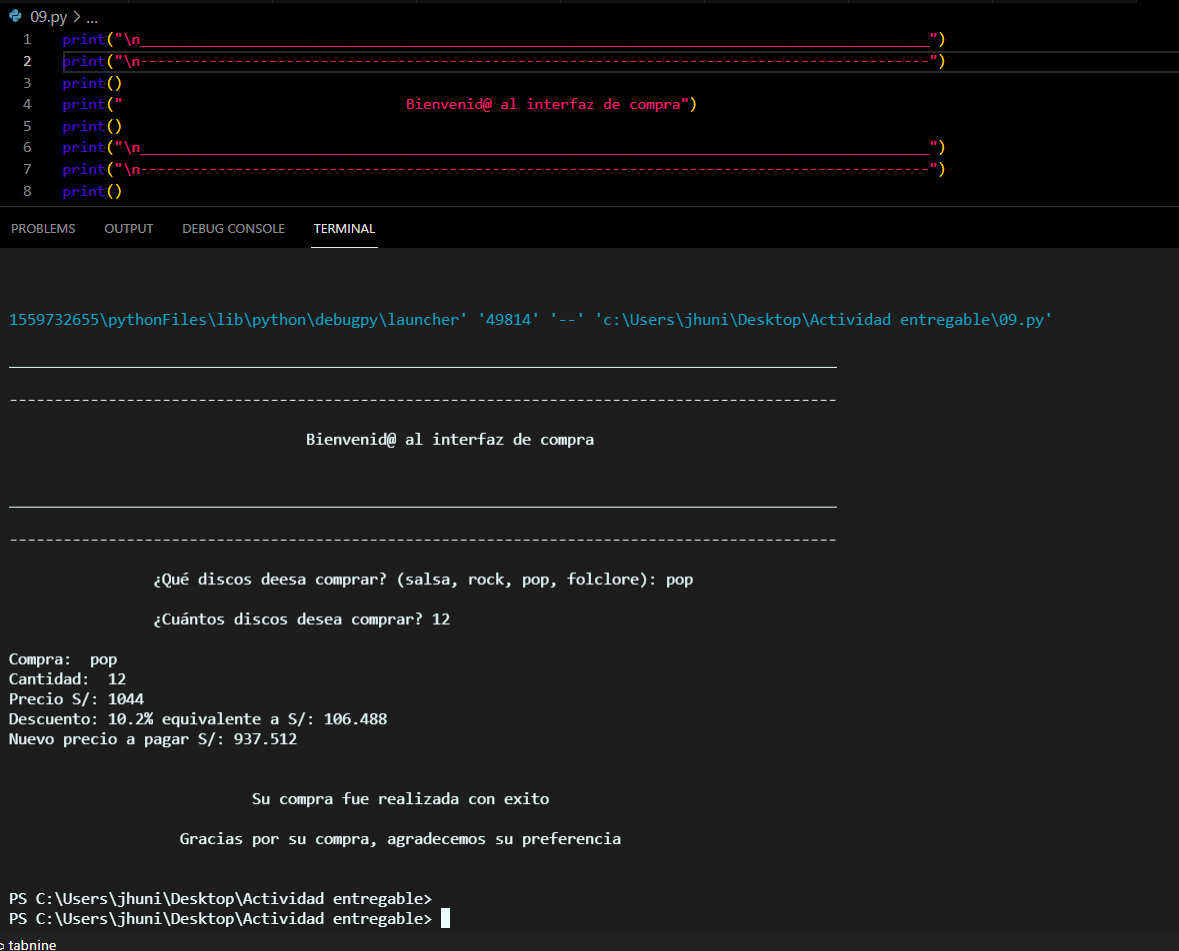 09.py > ...
1 print("\n__________________________________________________________________________________________")
2 print("\n------------------------------------------------------------------------------------------")
3 print()
4 print("                                 Bienvenid@ al interfaz de compra")
5 print()
6 print("\n__________________________________________________________________________________________")
7 print("\n------------------------------------------------------------------------------------------")
8 print()
PROBLEMS OUTPUT DEBUG CONSOLE TERMINAL
1559732655\pythonFiles\lib\python\debugpy\launcher' '49814' '--' 'c:\Users\jhuni\Desktop\Actividad entregable\09.py'
____________________________________________________________________________________________
--------------------------------------------------------------------------------------------
Bienvenid@ al interfaz de compra
____________________________________________________________________________________________
--------------------------------------------------------------------------------------------
¿Qué discos deesa comprar? (salsa, rock, pop, folclore): pop
¿Cuántos discos desea comprar? 12
Compra:  pop
Cantidad:  12
Precio S/: 1044
Descuento: 10.2% equivalente a S/: 106.488
Nuevo precio a pagar S/: 937.512
Su compra fue realizada con exito
Gracias por su compra, agradecemos su preferencia
PS C:\Users\jhuni\Desktop\Actividad entregable>
PS C:\Users\jhuni\Desktop\Actividad entregable>
tabnine